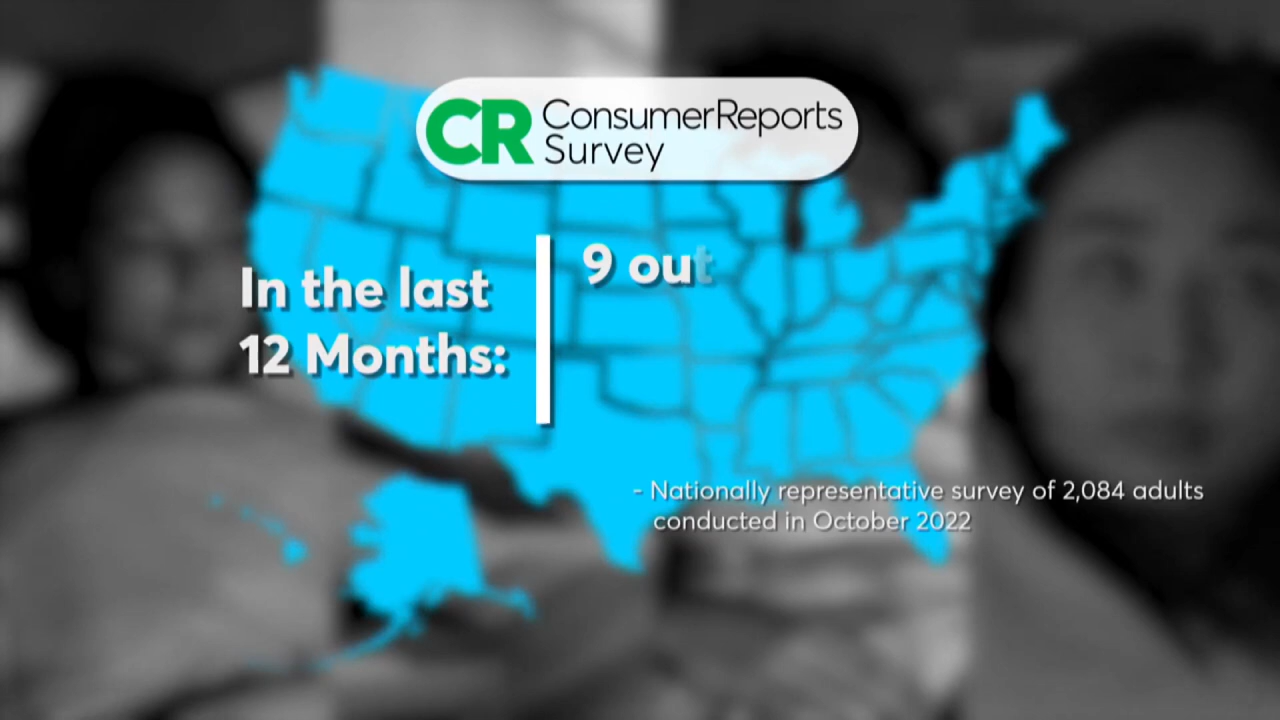 CR ConsumerReports
Survey
In the last
12 Months:
9 out
- Nationally representative survey of 2,084 adults
conducted in October 2022